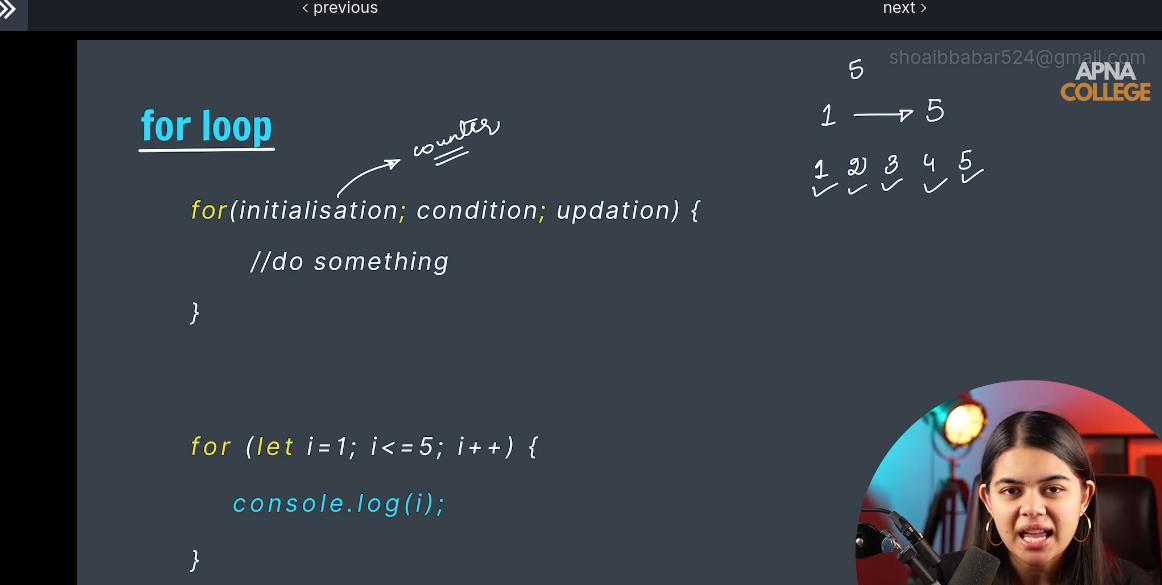 < previous
next >
shoaibbabar524@gmail.com
APNA
COLLEGE
5
1 → 5
1 2 3 4 5
for loop
counter
for(initialisation; condition; updation) {
//do something
}
for (let i=1; i<=5; i++) {
console.log(i);
}